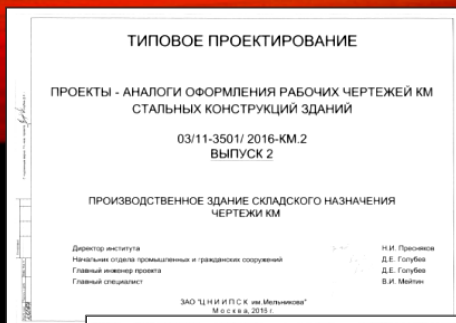 ТИПОВОЕ ПРОЕКТИРОВАНИЕ
ПРОЕКТЫ - АНАЛОГИ ОФОРМЛЕНИЯ РАБОЧИХ ЧЕРТЕЖЕЙ КМ
СТАЛЬНЫХ КОНСТРУКЦИЙ ЗДАНИЙ
03/11-3501/ 2016-КМ.2
ВЫПУСК 2
ПРОИЗВОДСТВЕННОЕ ЗДАНИЕ СКЛАДСКОГО НАЗНАЧЕНИЯ
ЧЕРТЕЖИ КМ
Директор института Н.И. Пресняков
Начальник отдела промышленных и гражданских сооружений Д.Е. Голубев
Главный инженер проекта Д.Е. Голубев
Главный специалист В.И. Мейтин
ЗАО "Ц Н И И П С К им.Мельникова"
М о с к в а, 2016 г.